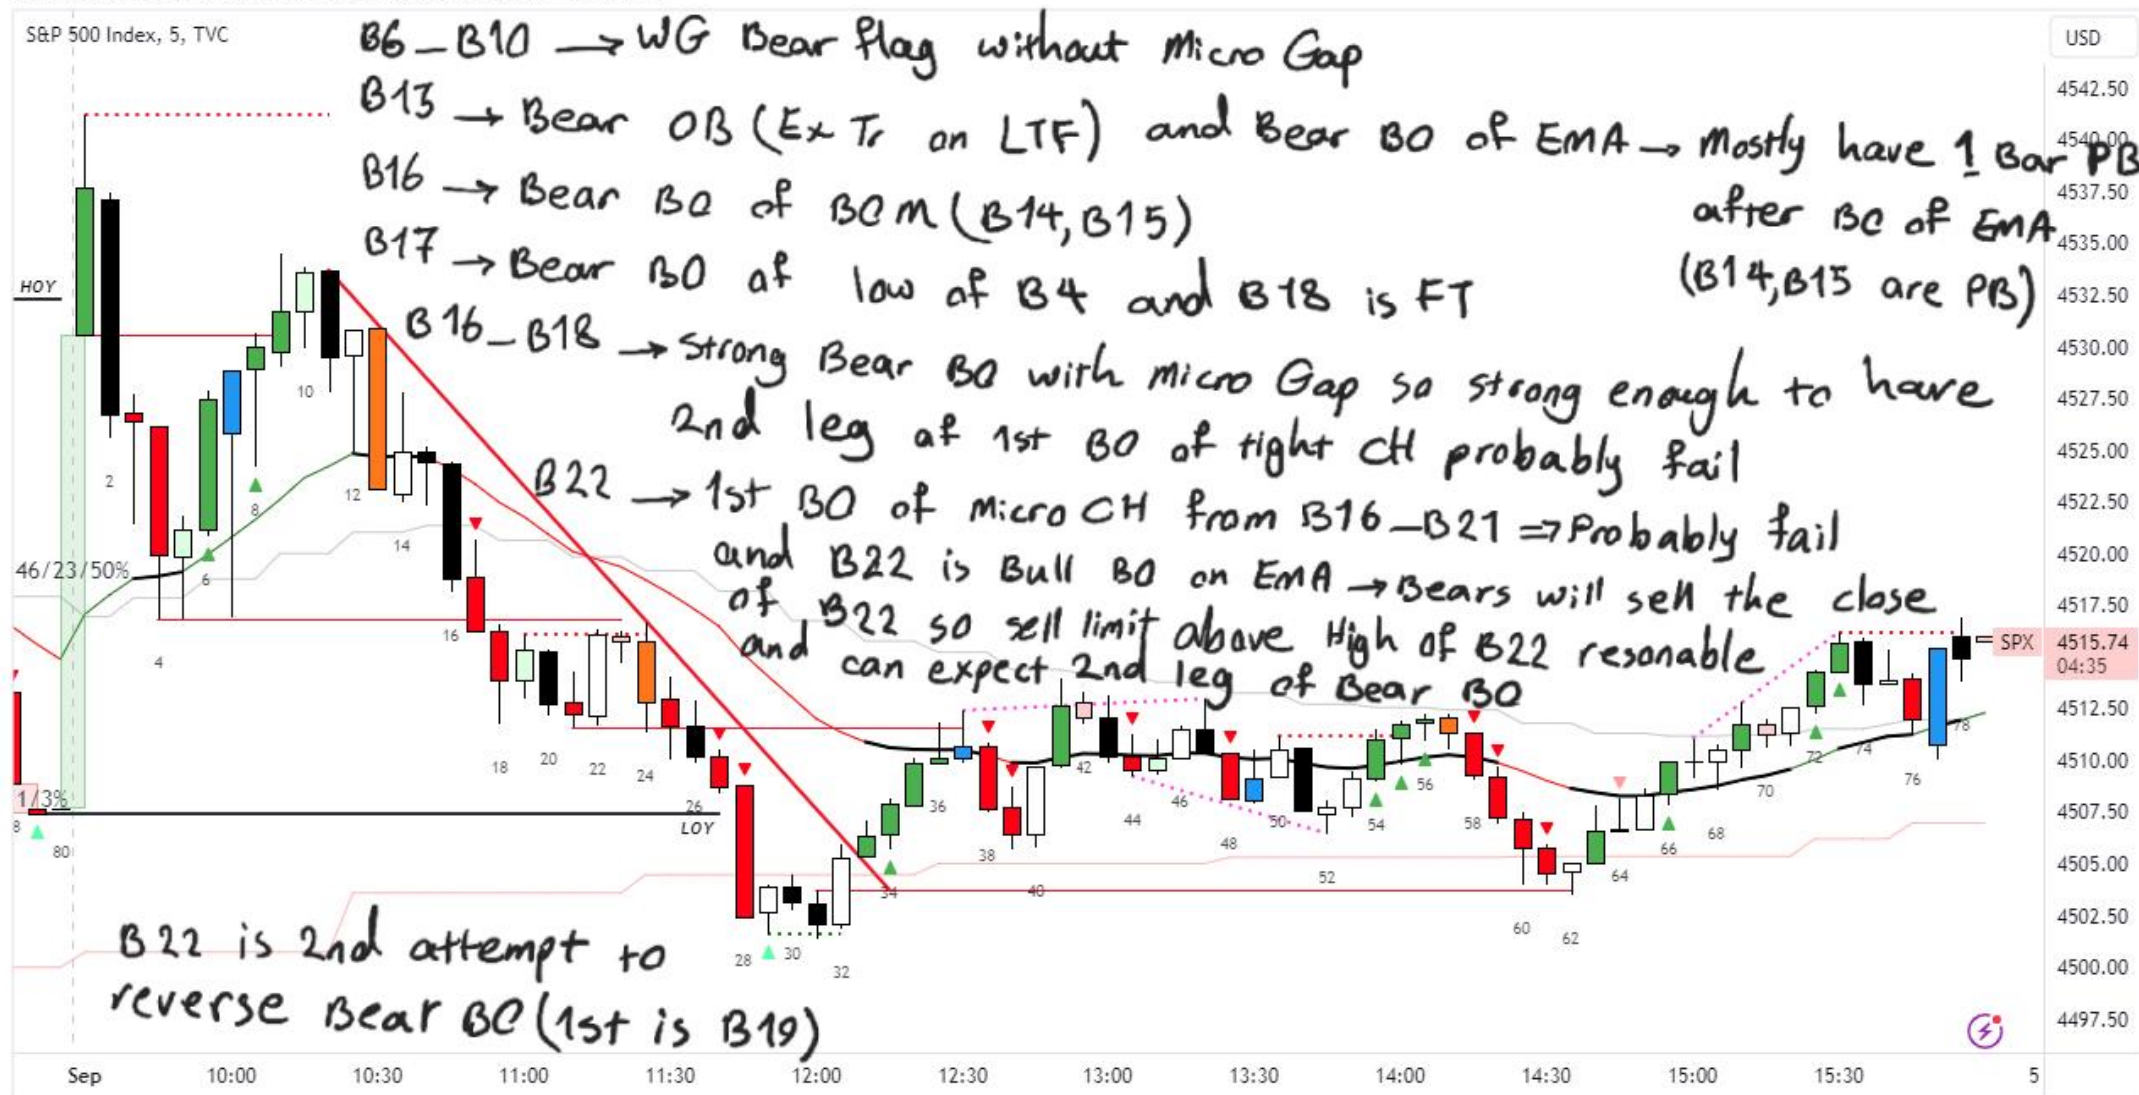 S&P 500 Index, 5, TVC
USD
B6_B10 → WG Bear flag without Micro Gap
B13 → Bear OB (Ex Tr on LTF) and Bear BO of EMA → Mostly have 1 Bar PB
after BO of EMA
(B14,B15 are PB)
B16 → Bear BO of BOM (B14,B15)
B17 → Bear BO of low of B4 and B18 is FT
B16_B18 → Strong Bear BO with Micro Gap so strong enough to have
2nd leg of 1st BO of tight CH probably fail
B22 → 1st BO of Micro CH from B16_B21 ⇒ Probably fail
and B22 is Bull BO on EMA → Bears will sell the close
of B22 so sell limit above High of B22 resonable
and can expect 2nd leg of Bear BO
B22 is 2nd attempt to
reverse Bear BO (1st is B19)
HOY
LOY
46/23/50%
1/3%
8 80
2 4 6 8 10 12 14 16 18 20 22 24 26 28 30 32 34 36 38 40 42 44 46 48 50 52 54 56 58 60 62 64 66 68 70 72 74 76 78
4542.50
4540.00
4537.50
4535.00
4532.50
4530.00
4527.50
4525.00
4522.50
4520.00
4517.50
SPX 4515.74
04:35
4512.50
4510.00
4507.50
4505.00
4502.50
4500.00
4497.50
Sep 10:00 10:30 11:00 11:30 12:00 12:30 13:00 13:30 14:00 14:30 15:00 15:30 5